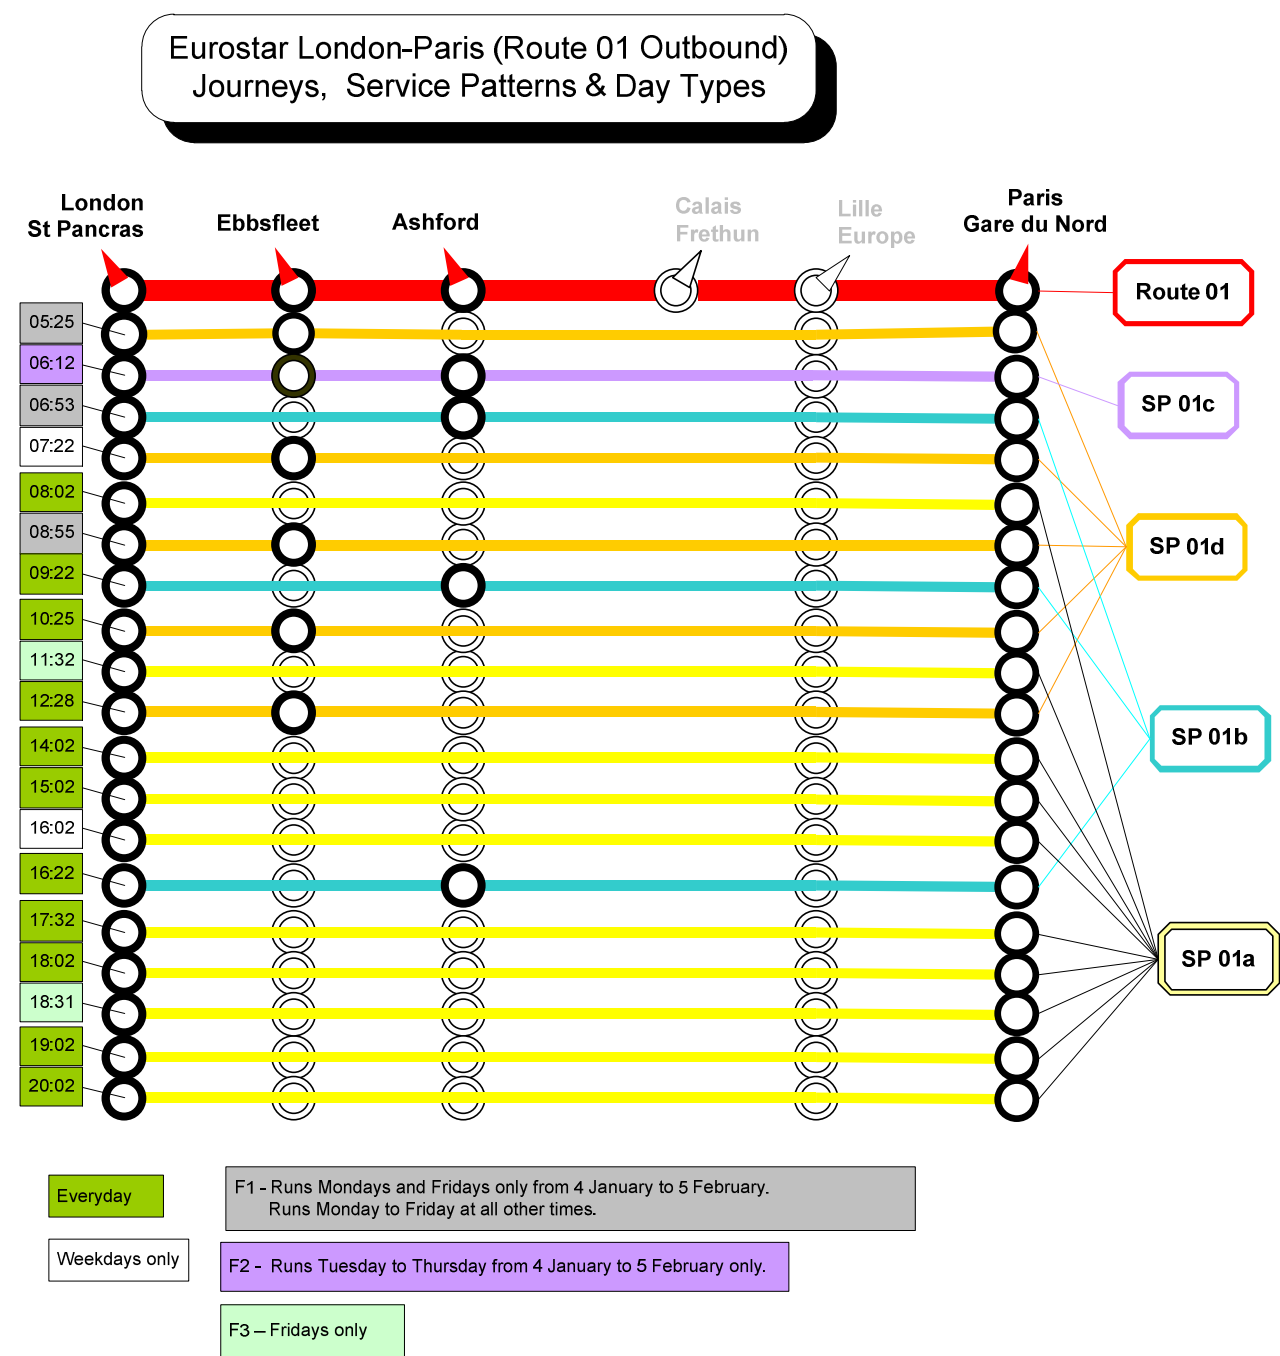 Eurostar London-Paris (Route 01 Outbound)
Journeys, Service Patterns & Day Types
London
St Pancras
Ebbsfleet
Ashford
Calais
Frethun
Lille
Europe
Paris
Gare du Nord
Route 01
05:25
06:12
SP 01c
06:53
07:22
08:02
08:55
SP 01d
09:22
10:25
11:32
12:28
14:02
SP 01b
15:02
16:02
16:22
17:32
18:02
SP 01a
18:31
19:02
20:02
Everyday
F1 - Runs Mondays and Fridays only from 4 January to 5 February.
Runs Monday to Friday at all other times.
Weekdays only
F2 - Runs Tuesday to Thursday from 4 January to 5 February only.
F3 – Fridays only